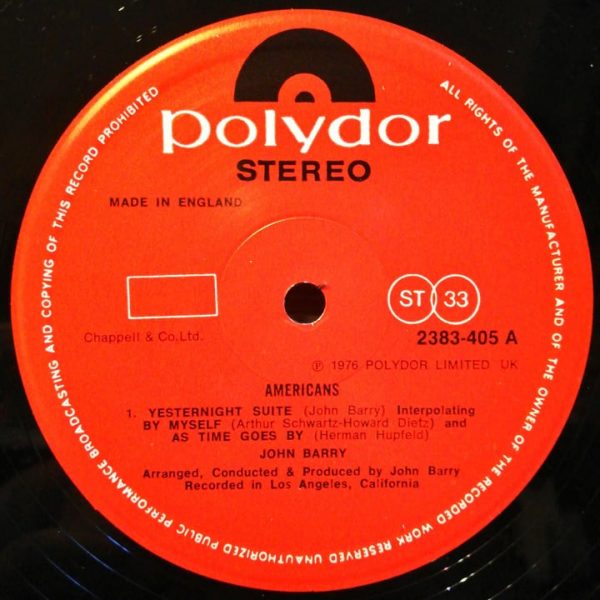 polydor
STEREO
MADE IN ENGLAND
ST 33
Chappell & Co. Ltd.
2383-405 A
℗ 1976 POLYDOR LIMITED UK
AMERICANS
1. YESTERNIGHT SUITE (John Barry) Interpolating
BY MYSELF (Arthur Schwartz-Howard Dietz) and
AS TIME GOES BY (Herman Hupfeld)
JOHN BARRY
Arranged, Conducted & Produced by John Barry
Recorded in Los Angeles, California
ALL RIGHTS OF THE MANUFACTURER AND OF THE OWNER OF THE RECORDED WORK RESERVED UNAUTHORIZED PUBLIC PERFORMANCE BROADCASTING AND COPYING OF THIS RECORD PROHIBITED